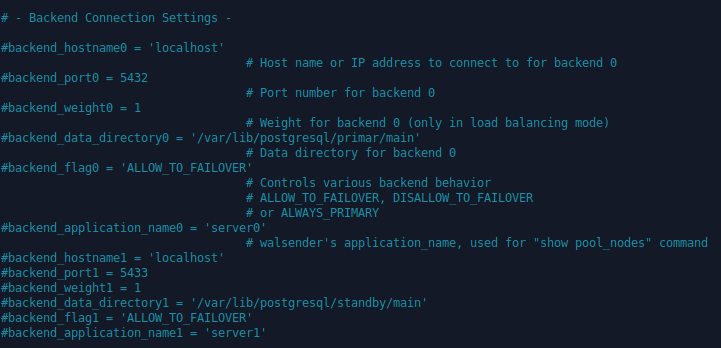 # - Backend Connection Settings -
#backend_hostname0 = 'localhost'
# Host name or IP address to connect to for backend 0
#backend_port0 = 5432
# Port number for backend 0
#backend_weight0 = 1
# Weight for backend 0 (only in load balancing mode)
#backend_data_directory0 = '/var/lib/postgresql/primar/main'
# Data directory for backend 0
#backend_flag0 = 'ALLOW_TO_FAILOVER'
# Controls various backend behavior
# ALLOW_TO_FAILOVER, DISALLOW_TO_FAILOVER
# or ALWAYS_PRIMARY
#backend_application_name0 = 'server0'
# walsender's application_name, used for "show pool_nodes" command
#backend_hostname1 = 'localhost'
#backend_port1 = 5433
#backend_weight1 = 1
#backend_data_directory1 = '/var/lib/postgresql/standby/main'
#backend_flag1 = 'ALLOW_TO_FAILOVER'
#backend_application_name1 = 'server1'